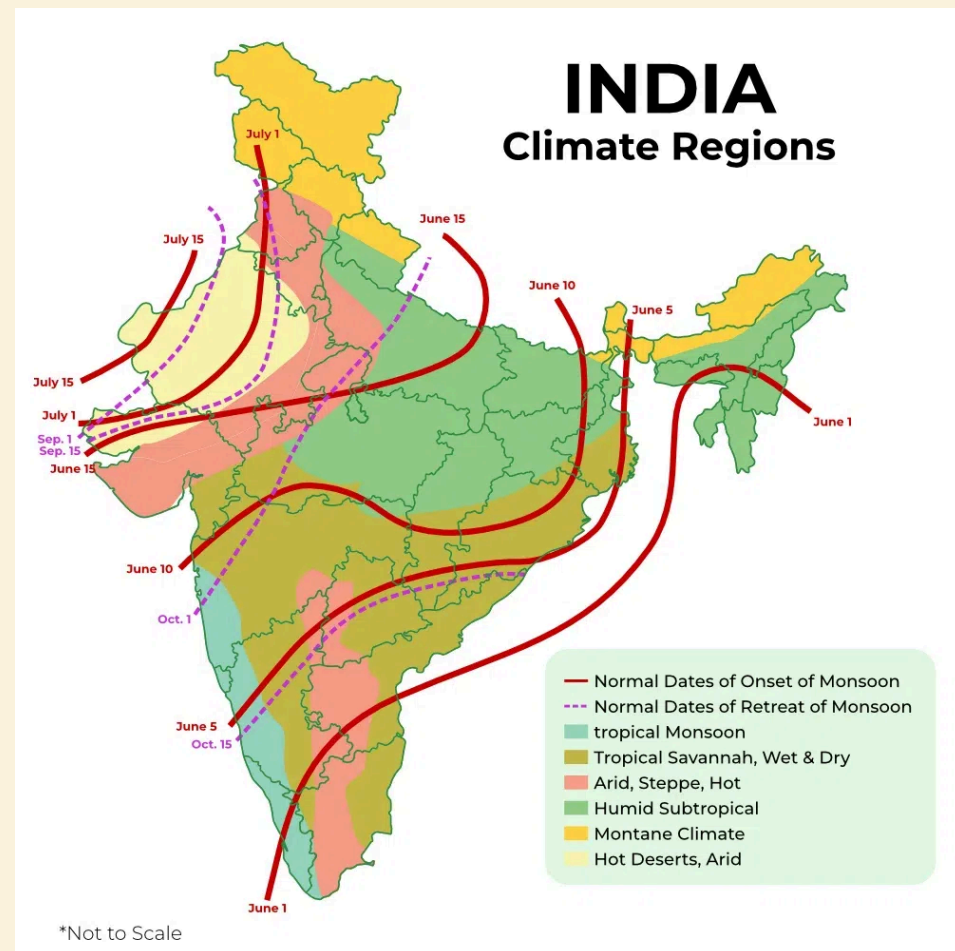 INDIA
Climate Regions
July 1
June 15
July 15
June 10
June 5
July 15
July 1
Sep. 1
Sep. 15
June 15
June 1
June 10
Oct. 1
June 5
Oct. 15
June 1
Normal Dates of Onset of Monsoon
Normal Dates of Retreat of Monsoon
tropical Monsoon
Tropical Savannah, Wet & Dry
Arid, Steppe, Hot
Humid Subtropical
Montane Climate
Hot Deserts, Arid
*Not to Scale